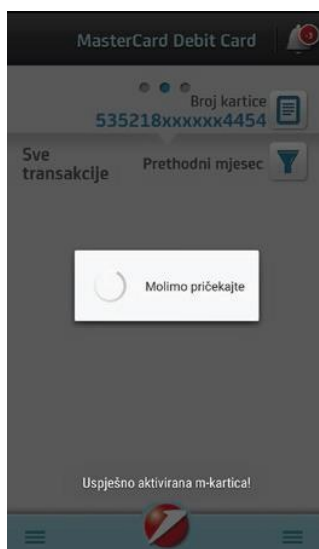 MasterCard Debit Card
Broj kartice
535218xxxxxx4454
Sve
transakcije
Prethodni mjesec
Molimo pričekajte
Uspješno aktivirana m-kartica!